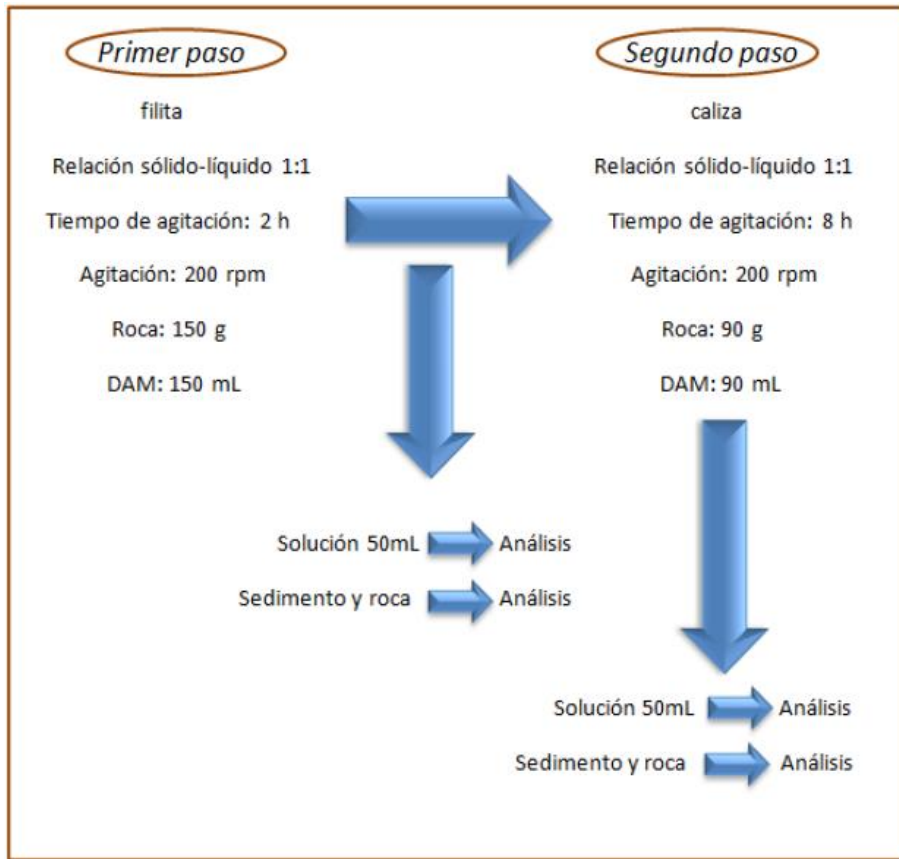 Primer paso
filita
Relación sólido-líquido 1:1
Tiempo de agitación: 2 h
Agitación: 200 rpm
Roca: 150 g
DAM: 150 mL
Segundo paso
caliza
Relación sólido-líquido 1:1
Tiempo de agitación: 8 h
Agitación: 200 rpm
Roca: 90 g
DAM: 90 mL
Solución 50mL Análisis
Sedimento y roca Análisis
Solución 50mL Análisis
Sedimento y roca Análisis